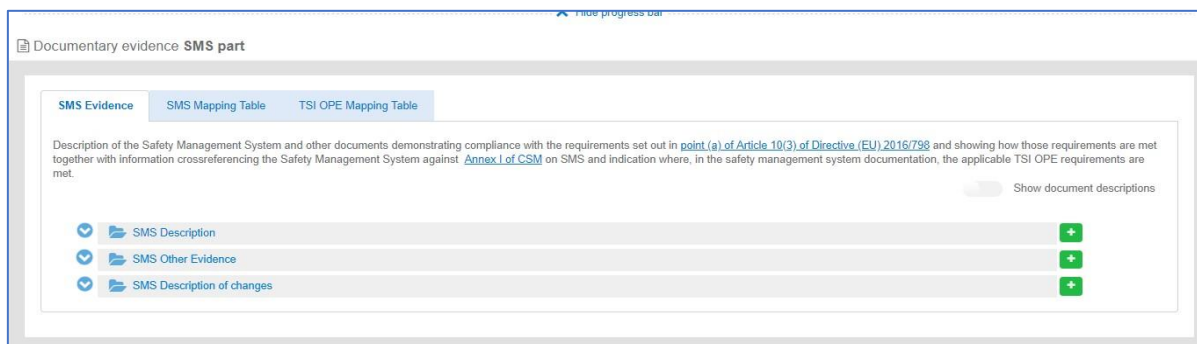 Hide progress bar
Documentary evidence SMS part
SMS Evidence SMS Mapping Table TSI OPE Mapping Table
Description of the Safety Management System and other documents demonstrating compliance with the requirements set out in point (a) of Article 10(3) of Directive (EU) 2016/798 and showing how those requirements are met
together with information crossreferencing the Safety Management System against Annex I of CSM on SMS and indication where, in the safety management system documentation, the applicable TSI OPE requirements are
met.
Show document descriptions
SMS Description
SMS Other Evidence
SMS Description of changes